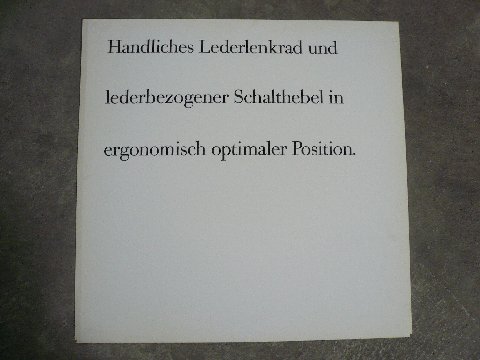 Handliches Lederlenkrad und
lederbezogener Schalthebel in
ergonomisch optimaler Position.